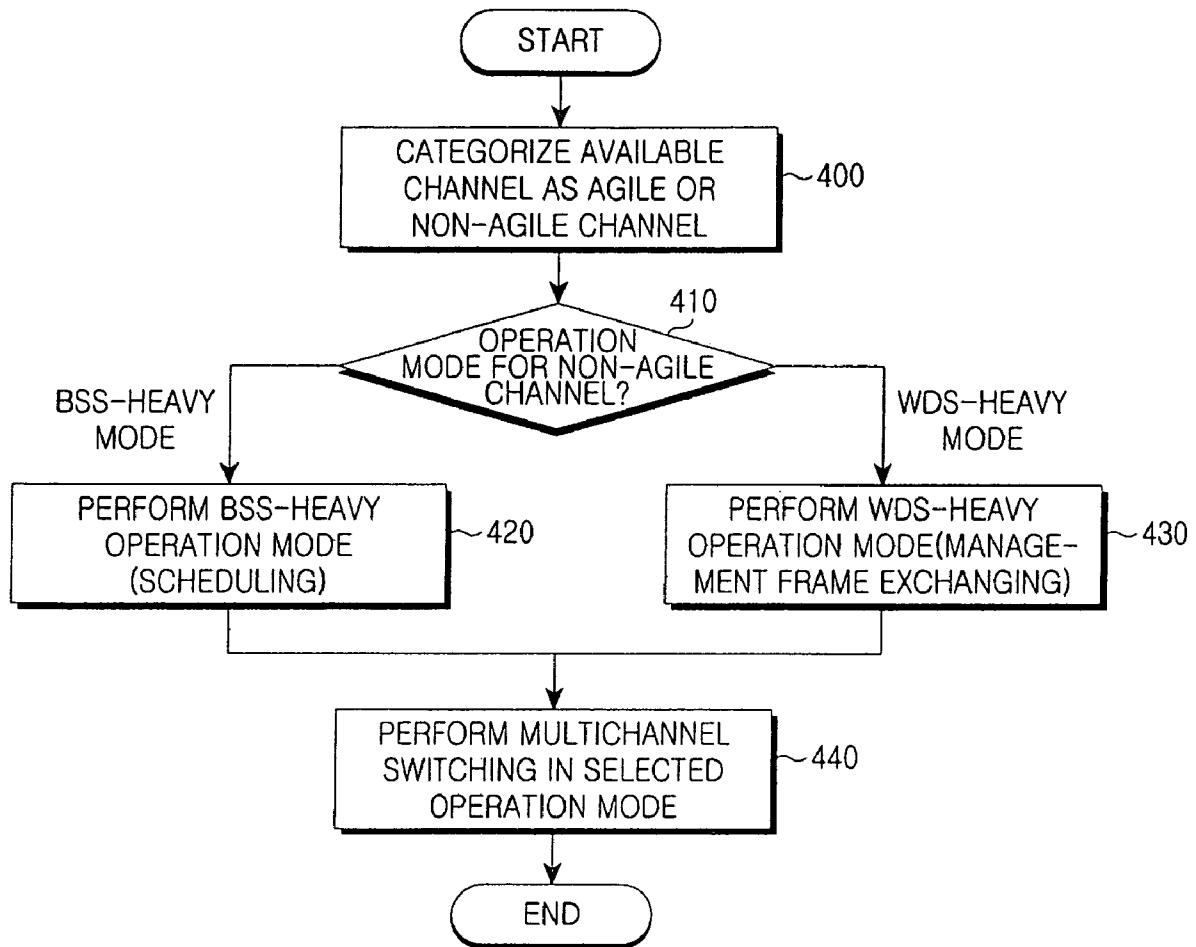 START
CATEGORIZE AVAILABLE
CHANNEL AS AGILE OR
NON-AGILE CHANNEL
400
410
OPERATION
MODE FOR NON-AGILE
CHANNEL?
BSS-HEAVY
MODE
WDS-HEAVY
MODE
PERFORM BSS-HEAVY
OPERATION MODE
(SCHEDULING)
420
PERFORM WDS-HEAVY
OPERATION MODE(MANAGE-
MENT FRAME EXCHANGING)
430
PERFORM MULTICHANNEL
SWITCHING IN SELECTED
OPERATION MODE
440
END